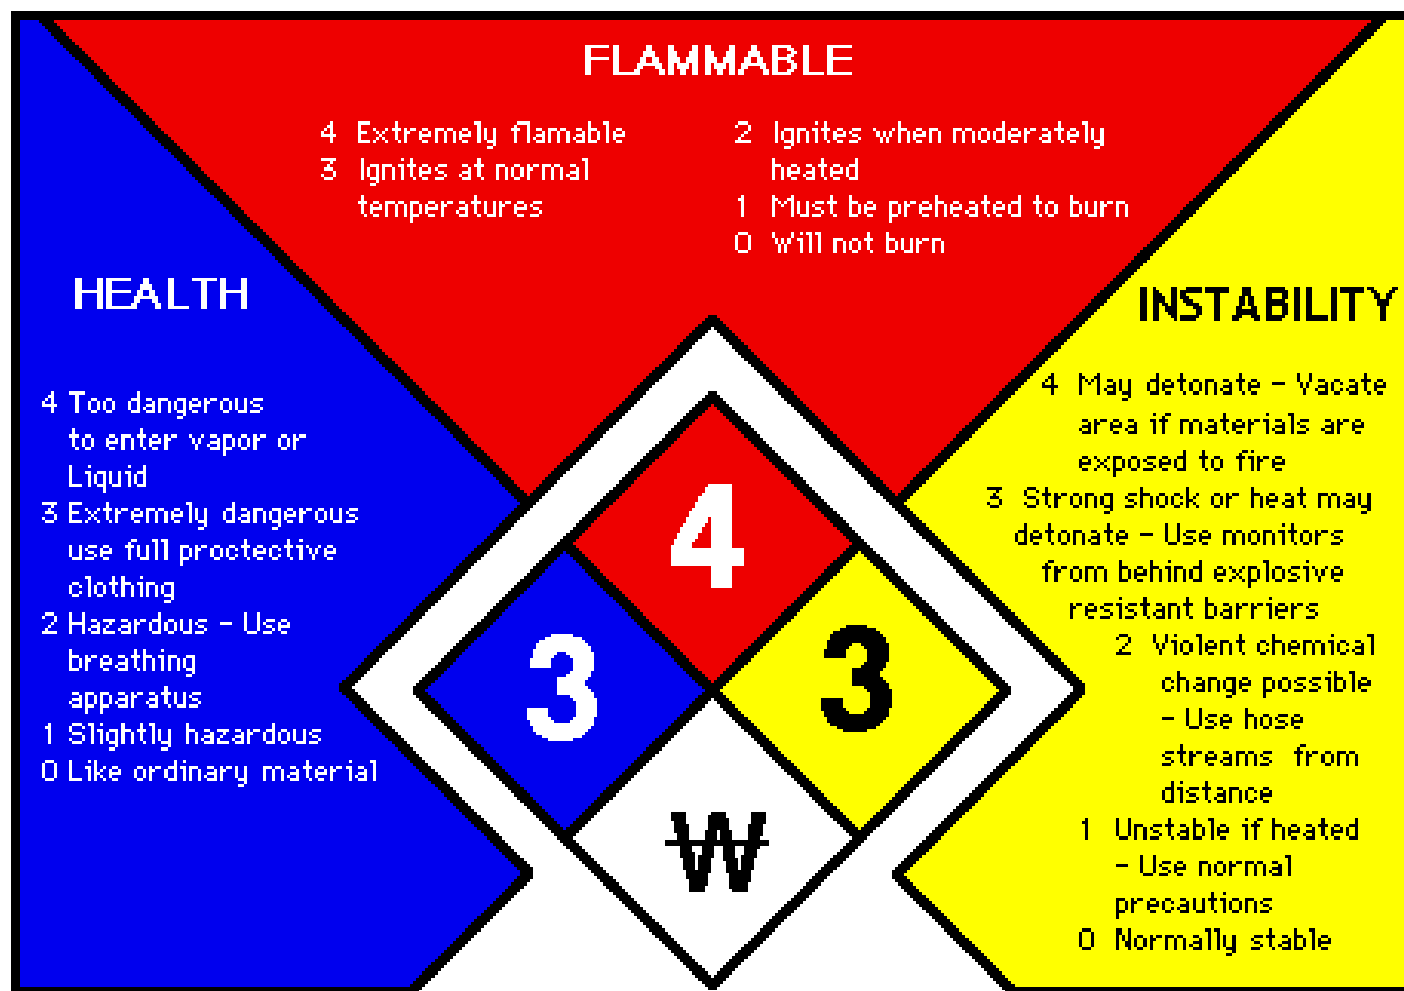 FLAMMABLE
4 Extremely flamable
3 Ignites at normal
temperatures
2 Ignites when moderately
heated
1 Must be preheated to burn
0 Will not burn
HEALTH
4 Too dangerous
to enter vapor or
Liquid
3 Extremely dangerous
use full proctective
clothing
2 Hazardous - Use
breathing
apparatus
1 Slightly hazardous
0 Like ordinary material
INSTABILITY
4 May detonate - Vacate
area if materials are
exposed to fire
3 Strong shock or heat may
detonate - Use monitors
from behind explosive
resistant barriers
2 Violent chemical
change possible
- Use hose
streams from
distance
1 Unstable if heated
- Use normal
precautions
0 Normally stable
4
3
3
W